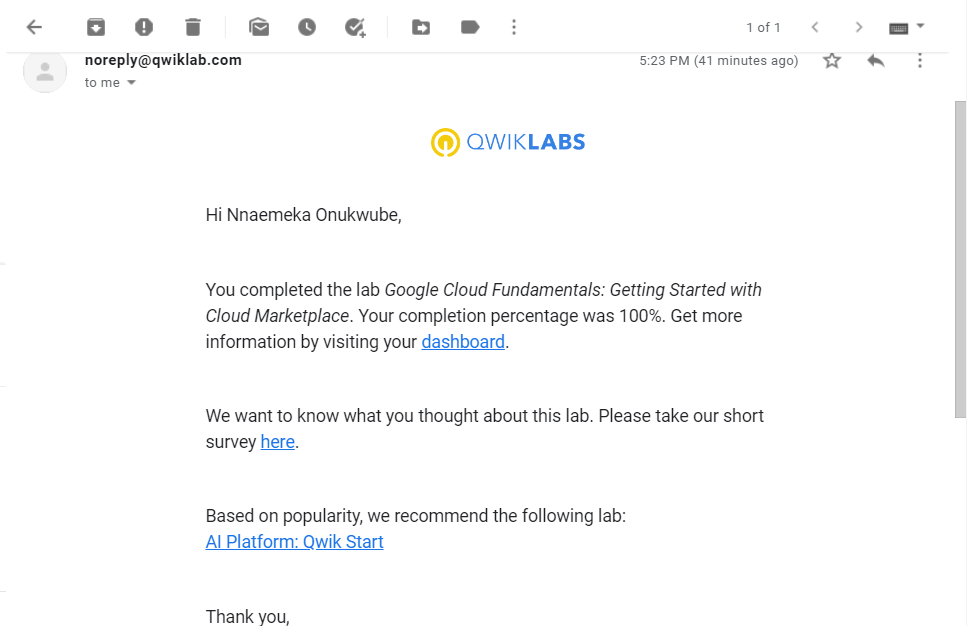 1 of 1
noreply@qwiklab.com
5:23 PM (41 minutes ago)
to me
QWIKLABS
Hi Nnaemeka Onukwube,
You completed the lab Google Cloud Fundamentals: Getting Started with
Cloud Marketplace. Your completion percentage was 100%. Get more
information by visiting your dashboard.
We want to know what you thought about this lab. Please take our short
survey here.
Based on popularity, we recommend the following lab:
AI Platform: Qwik Start
Thank you,